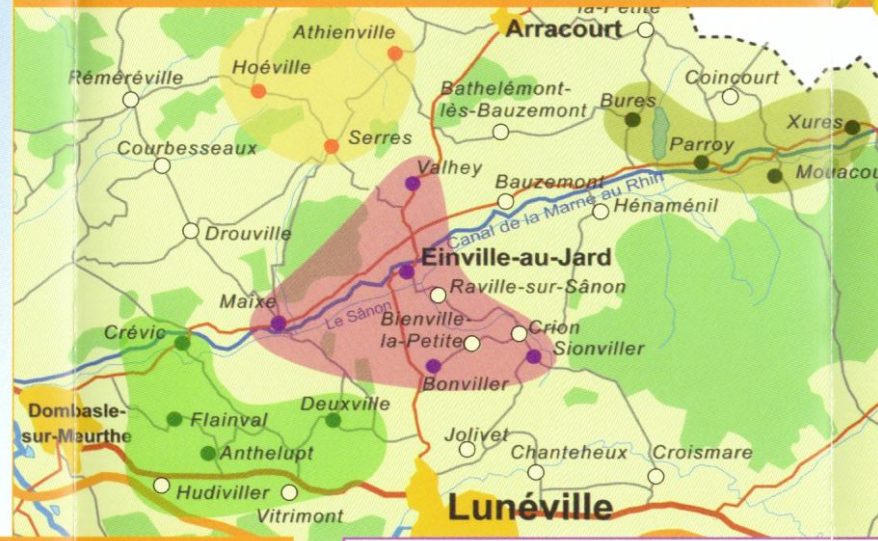 la-Petite
Arracourt
Athienville
Hoéville
Réméréville
Coincourt
Bathelémont-
lès-Bauzemont
Bures
Xures
Serres
Parroy
Courbesseaux
Valhey
Mouacou
Bauzemont
Canal de la Marne au Rhin
Hénaménil
Drouville
Einville-au-Jard
Raville-sur-Sânon
Maixe
Le Sânon
Bienville-
la-Petite
Crion
Crévic
Sionviller
Bonviller
Dombasle-
sur-Meurthe
Deuxville
Flainval
Jolivet
Anthelupt
Chanteheux
Croismare
Hudiviller
Vitrimont
Lunéville